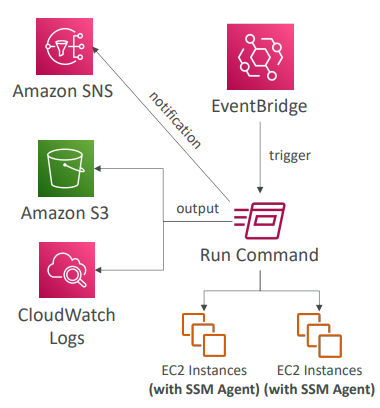 Amazon SNS
EventBridge
notification
trigger
Amazon S3
output
Run Command
CloudWatch
Logs
EC2 Instances
(with SSM Agent)
EC2 Instances
(with SSM Agent)